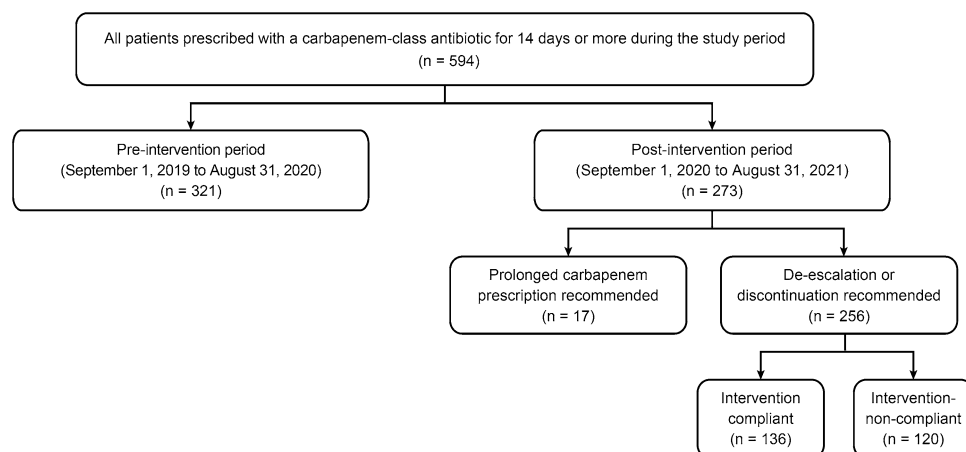 All patients prescribed with a carbapenem-class antibiotic for 14 days or more during the study period
(n = 594)
Pre-intervention period
(September 1, 2019 to August 31, 2020)
(n = 321)
Post-intervention period
(September 1, 2020 to August 31, 2021)
(n = 273)
Prolonged carbapenem
prescription recommended
(n = 17)
De-escalation or
discontinuation recommended
(n = 256)
Intervention
compliant
(n = 136)
Intervention-
non-compliant
(n = 120)